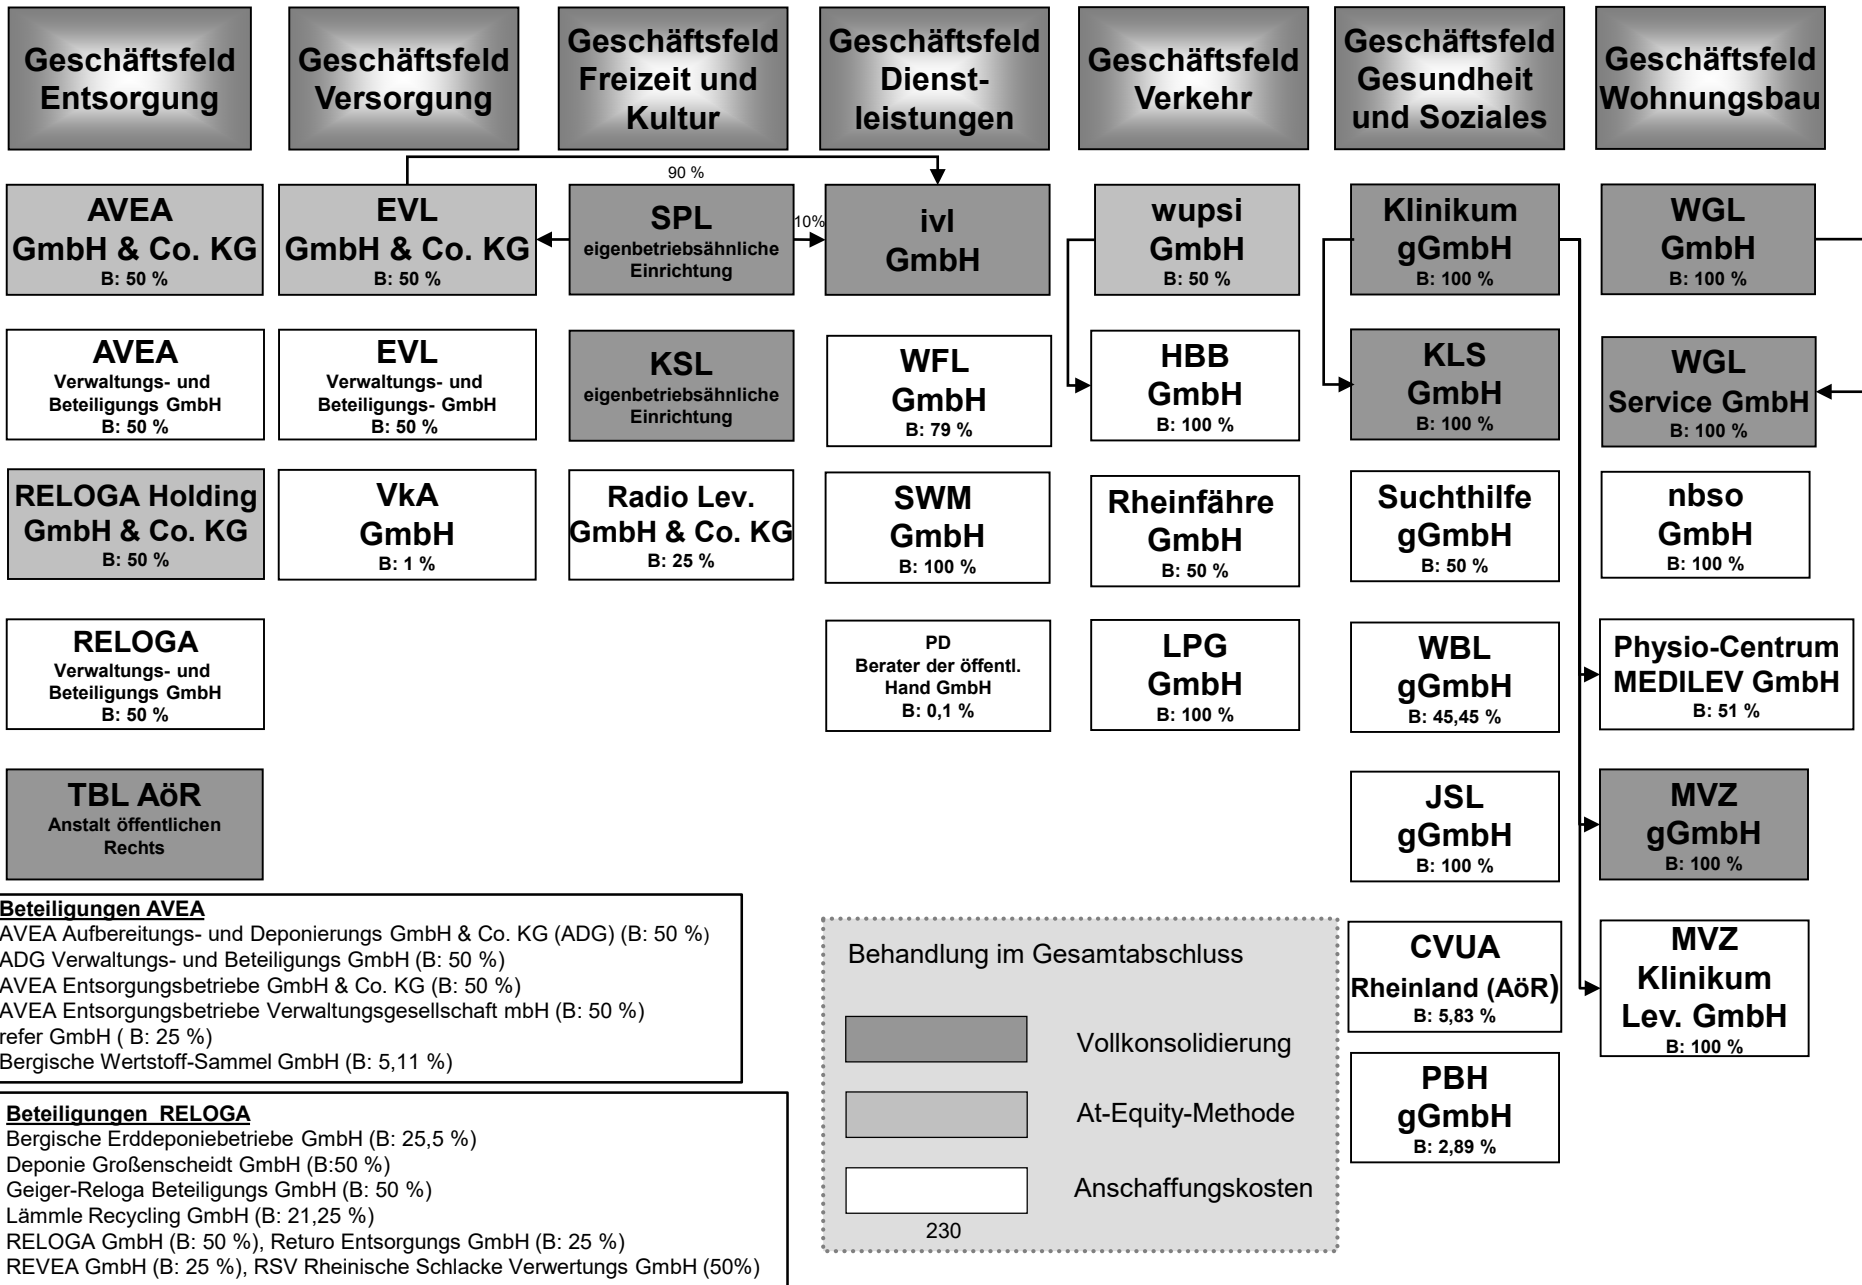 Geschäftsfeld
Entsorgung
Geschäftsfeld
Versorgung
Geschäftsfeld
Freizeit und
Kultur
Geschäftsfeld
Dienst-
leistungen
Geschäftsfeld
Verkehr
Geschäftsfeld
Gesundheit
und Soziales
Geschäftsfeld
Wohnungsbau
90 %
AVEA
GmbH & Co. KG
B: 50 %
EVL
GmbH & Co. KG
B: 50 %
SPL
eigenbetriebsähnliche
Einrichtung
10%
ivl
GmbH
wupsi
GmbH
B: 50 %
Klinikum
gGmbH
B: 100 %
WGL
GmbH
B: 100 %
AVEA
Verwaltungs- und
Beteiligungs GmbH
B: 50 %
EVL
Verwaltungs- und
Beteiligungs- GmbH
B: 50 %
KSL
eigenbetriebsähnliche
Einrichtung
WFL
GmbH
B: 79 %
HBB
GmbH
B: 100 %
KLS
GmbH
B: 100 %
WGL
Service GmbH
B: 100 %
RELOGA Holding
GmbH & Co. KG
B: 50 %
VkA
GmbH
B: 1 %
Radio Lev.
GmbH & Co. KG
B: 25 %
SWM
GmbH
B: 100 %
Rheinfähre
GmbH
B: 50 %
Suchthilfe
gGmbH
B: 50 %
nbso
GmbH
B: 100 %
RELOGA
Verwaltungs- und
Beteiligungs GmbH
B: 50 %
PD
Berater der öffentl.
Hand GmbH
B: 0,1 %
LPG
GmbH
B: 100 %
WBL
gGmbH
B: 45,45 %
Physio-Centrum
MEDILEV GmbH
B: 51 %
TBL AöR
Anstalt öffentlichen
Rechts
JSL
gGmbH
B: 100 %
MVZ
gGmbH
B: 100 %
CVUA
Rheinland (AöR)
B: 5,83 %
MVZ
Klinikum
Lev. GmbH
B: 100 %
PBH
gGmbH
B: 2,89 %
Beteiligungen AVEA
AVEA Aufbereitungs- und Deponierungs GmbH & Co. KG (ADG) (B: 50 %)
ADG Verwaltungs- und Beteiligungs GmbH (B: 50 %)
AVEA Entsorgungsbetriebe GmbH & Co. KG (B: 50 %)
AVEA Entsorgungsbetriebe Verwaltungsgesellschaft mbH (B: 50 %)
refer GmbH ( B: 25 %)
Bergische Wertstoff-Sammel GmbH (B: 5,11 %)
Beteiligungen RELOGA
Bergische Erddeponiebetriebe GmbH (B: 25,5 %)
Deponie Großenscheidt GmbH (B:50 %)
Geiger-Reloga Beteiligungs GmbH (B: 50 %)
Lämmle Recycling GmbH (B: 21,25 %)
RELOGA GmbH (B: 50 %), Returo Entsorgungs GmbH (B: 25 %)
REVEA GmbH (B: 25 %), RSV Rheinische Schlacke Verwertungs GmbH (50%)
Behandlung im Gesamtabschluss
Vollkonsolidierung
At-Equity-Methode
Anschaffungskosten
230